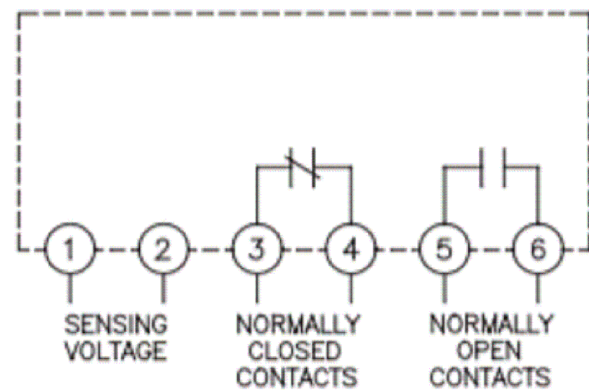 1 2 3 4 5 6
SENSING
VOLTAGE
NORMALLY
CLOSED
CONTACTS
NORMALLY
OPEN
CONTACTS